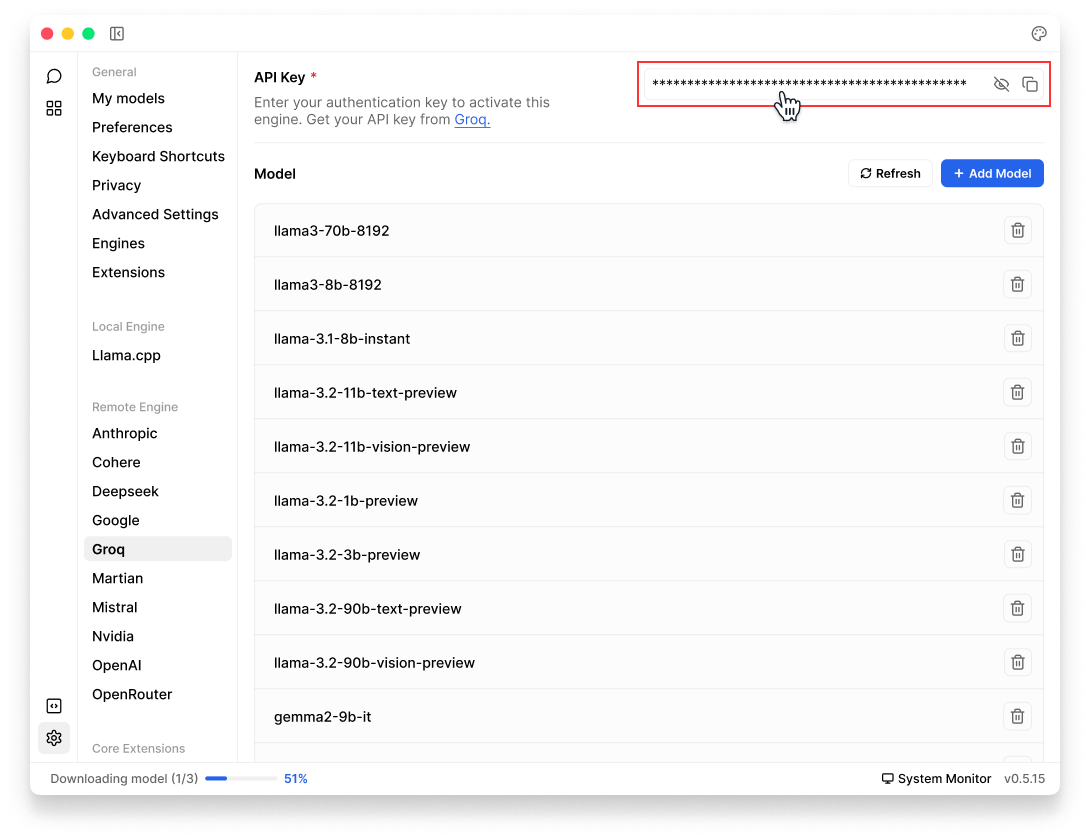 General
My models
Preferences
Keyboard Shortcuts
Privacy
Advanced Settings
Engines
Extensions
Local Engine
Llama.cpp
Remote Engine
Anthropic
Cohere
Deepseek
Google
Groq
Martian
Mistral
Nvidia
OpenAI
OpenRouter
Core Extensions
API Key *
Enter your authentication key to activate this
engine. Get your API key from Groq.
*********************************************
Model
Refresh
+ Add Model
llama3-70b-8192
llama3-8b-8192
llama-3.1-8b-instant
llama-3.2-11b-text-preview
llama-3.2-11b-vision-preview
llama-3.2-1b-preview
llama-3.2-3b-preview
llama-3.2-90b-text-preview
llama-3.2-90b-vision-preview
gemma2-9b-it
Downloading model (1/3) 51%
System Monitor v0.5.15